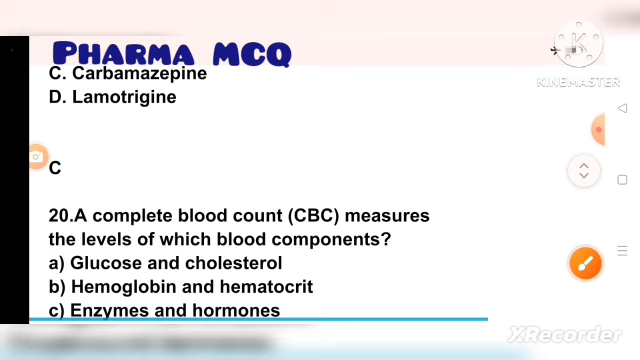 PHARMA MCQ
C. Carbamazepine
KINEMASTER
D. Lamotrigine
C
20.A complete blood count (CBC) measures
the levels of which blood components?
a) Glucose and cholesterol
b) Hemoglobin and hematocrit
c) Enzymes and hormones
XRecorder